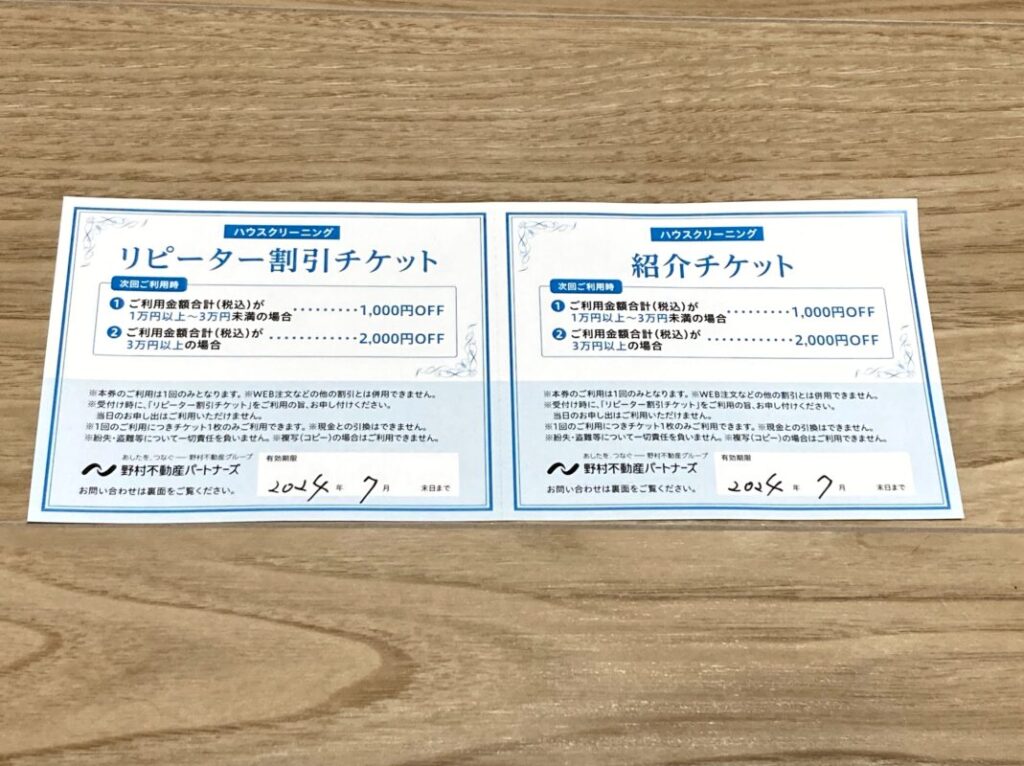 ハウスクリーニング
リピーター割引チケット
次回ご利用時
❶ ご利用金額合計(税込)が
1万円以上～3万円未満の場合 ‥‥‥‥‥ 1,000円OFF
❷ ご利用金額合計(税込)が
3万円以上の場合 ‥‥‥‥‥‥ 2,000円OFF
※本券のご利用は1回のみとなります。※WEB注文などの他の割引とは併用できません。
※受付け時に、「リピーター割引チケット」をご利用の旨、お申し付けください。
当日のお申し出はご利用いただけません。
※1回のご利用につきチケット1枚のみご利用できます。※現金との引換はできません。
※紛失・盗難等について一切責任を負いません。※複写(コピー)の場合はご利用できません。
あしたを、つなぐ ── 野村不動産グループ
野村不動産パートナーズ
お問い合わせは裏面をご覧ください。
有効期限
2024年 7月 末日まで
ハウスクリーニング
紹介チケット
次回ご利用時
❶ ご利用金額合計(税込)が
1万円以上～3万円未満の場合 ‥‥‥‥‥ 1,000円OFF
❷ ご利用金額合計(税込)が
3万円以上の場合 ‥‥‥‥‥‥ 2,000円OFF
※本券のご利用は1回のみとなります。※WEB注文などの他の割引とは併用できません。
※受付け時に、「リピーター割引チケット」をご利用の旨、お申し付けください。
当日のお申し出はご利用いただけません。
※1回のご利用につきチケット1枚のみご利用できます。※現金との引換はできません。
※紛失・盗難等について一切責任を負いません。※複写(コピー)の場合はご利用できません。
あしたを、つなぐ ── 野村不動産グループ
野村不動産パートナーズ
お問い合わせは裏面をご覧ください。
有効期限
2024年 7月 末日まで